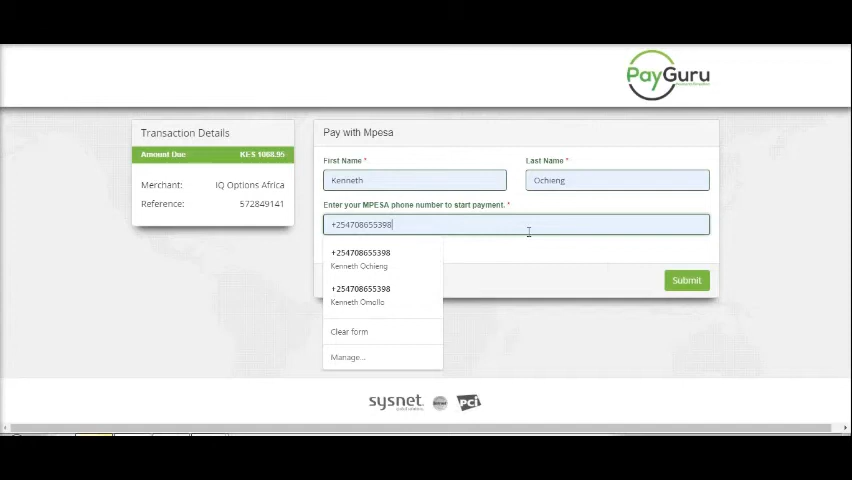 PayGuru
Transaction Details
Amount Due KES 1068.95
Merchant: IQ Options Africa
Reference: 572849141
Pay with Mpesa
First Name * Last Name *
Kenneth Ochieng
Enter your MPESA phone number to start payment. *
+254708655398
+254708655398
Kenneth Ochieng
+254708655398
Kenneth Omollo
Clear form
Manage...
Submit
sysnet.
PCI